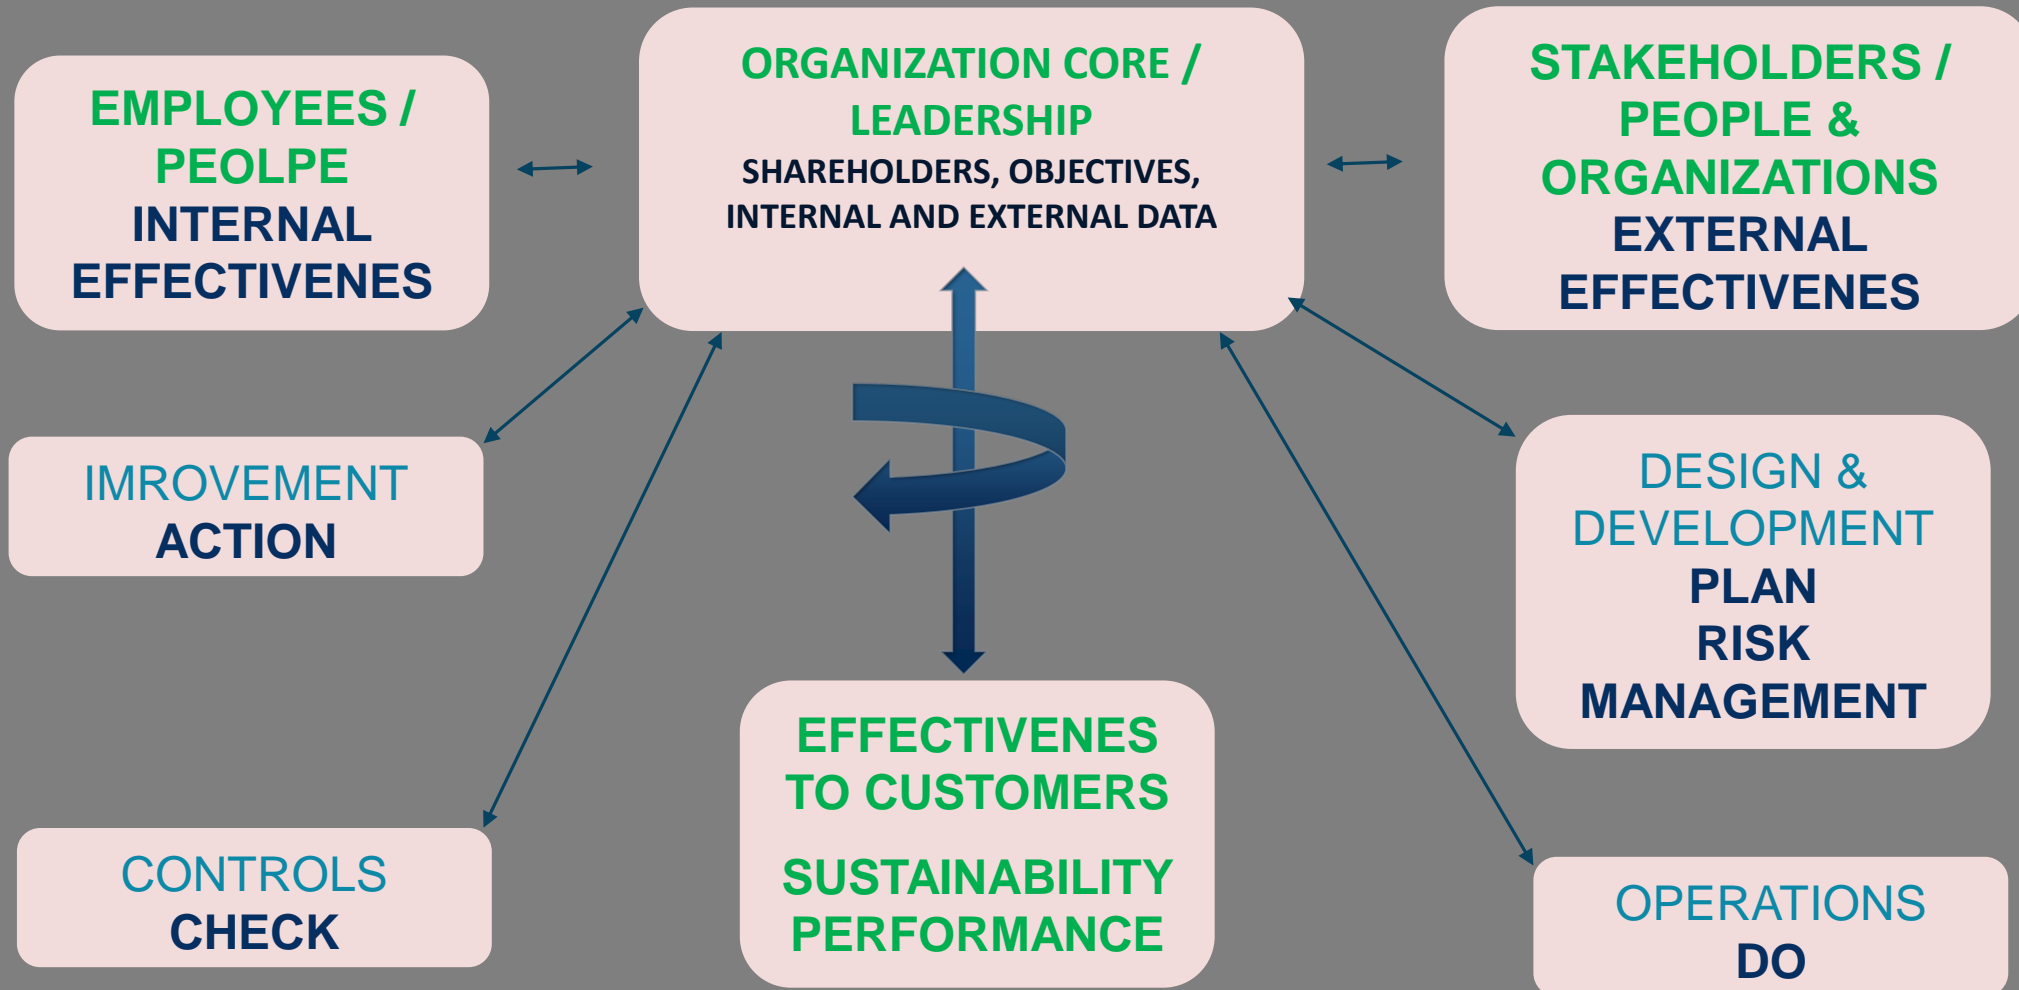 EMPLOYEES /
PEOLPE
INTERNAL
EFFECTIVENES
ORGANIZATION CORE /
LEADERSHIP
SHAREHOLDERS, OBJECTIVES,
INTERNAL AND EXTERNAL DATA
STAKEHOLDERS /
PEOPLE &
ORGANIZATIONS
EXTERNAL
EFFECTIVENES
IMROVEMENT
ACTION
DESIGN &
DEVELOPMENT
PLAN
RISK
MANAGEMENT
CONTROLS
CHECK
EFFECTIVENES
TO CUSTOMERS
SUSTAINABILITY
PERFORMANCE
OPERATIONS
DO